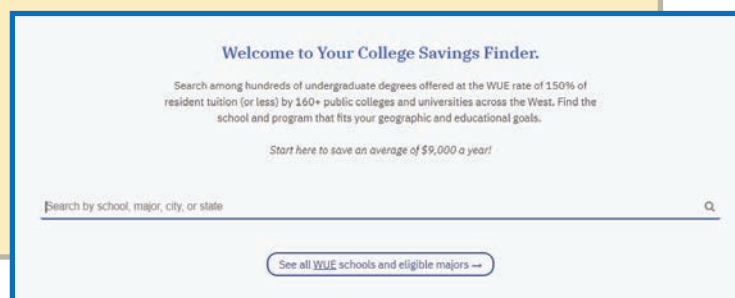 Welcome to Your College Savings Finder.
Search among hundreds of undergraduate degrees offered at the WUE rate of 150% of
resident tuition (or less) by 160+ public colleges and universities across the West. Find the
school and program that fits your geographic and educational goals.
Start here to save an average of $9,000 a year!
Search by school, major, city, or state
See all WUE schools and eligible majors →